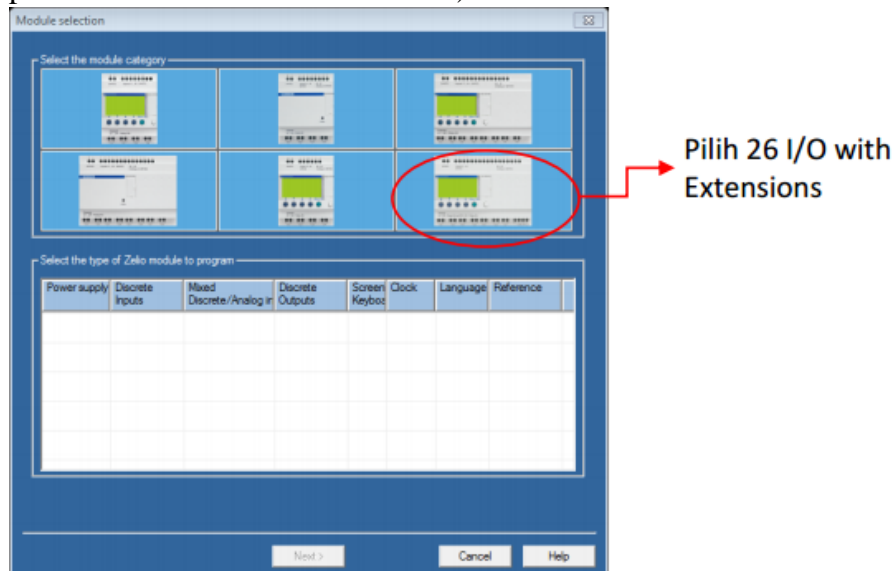 Module selection
Select the module category
Pilih 26 I/O with
Extensions
Select the type of Zelio module to program
Power supply Discrete Inputs Mixed Discrete/Analog in Discrete Outputs Screen Keyboa Clock Language Reference
Next >
Cancel
Help